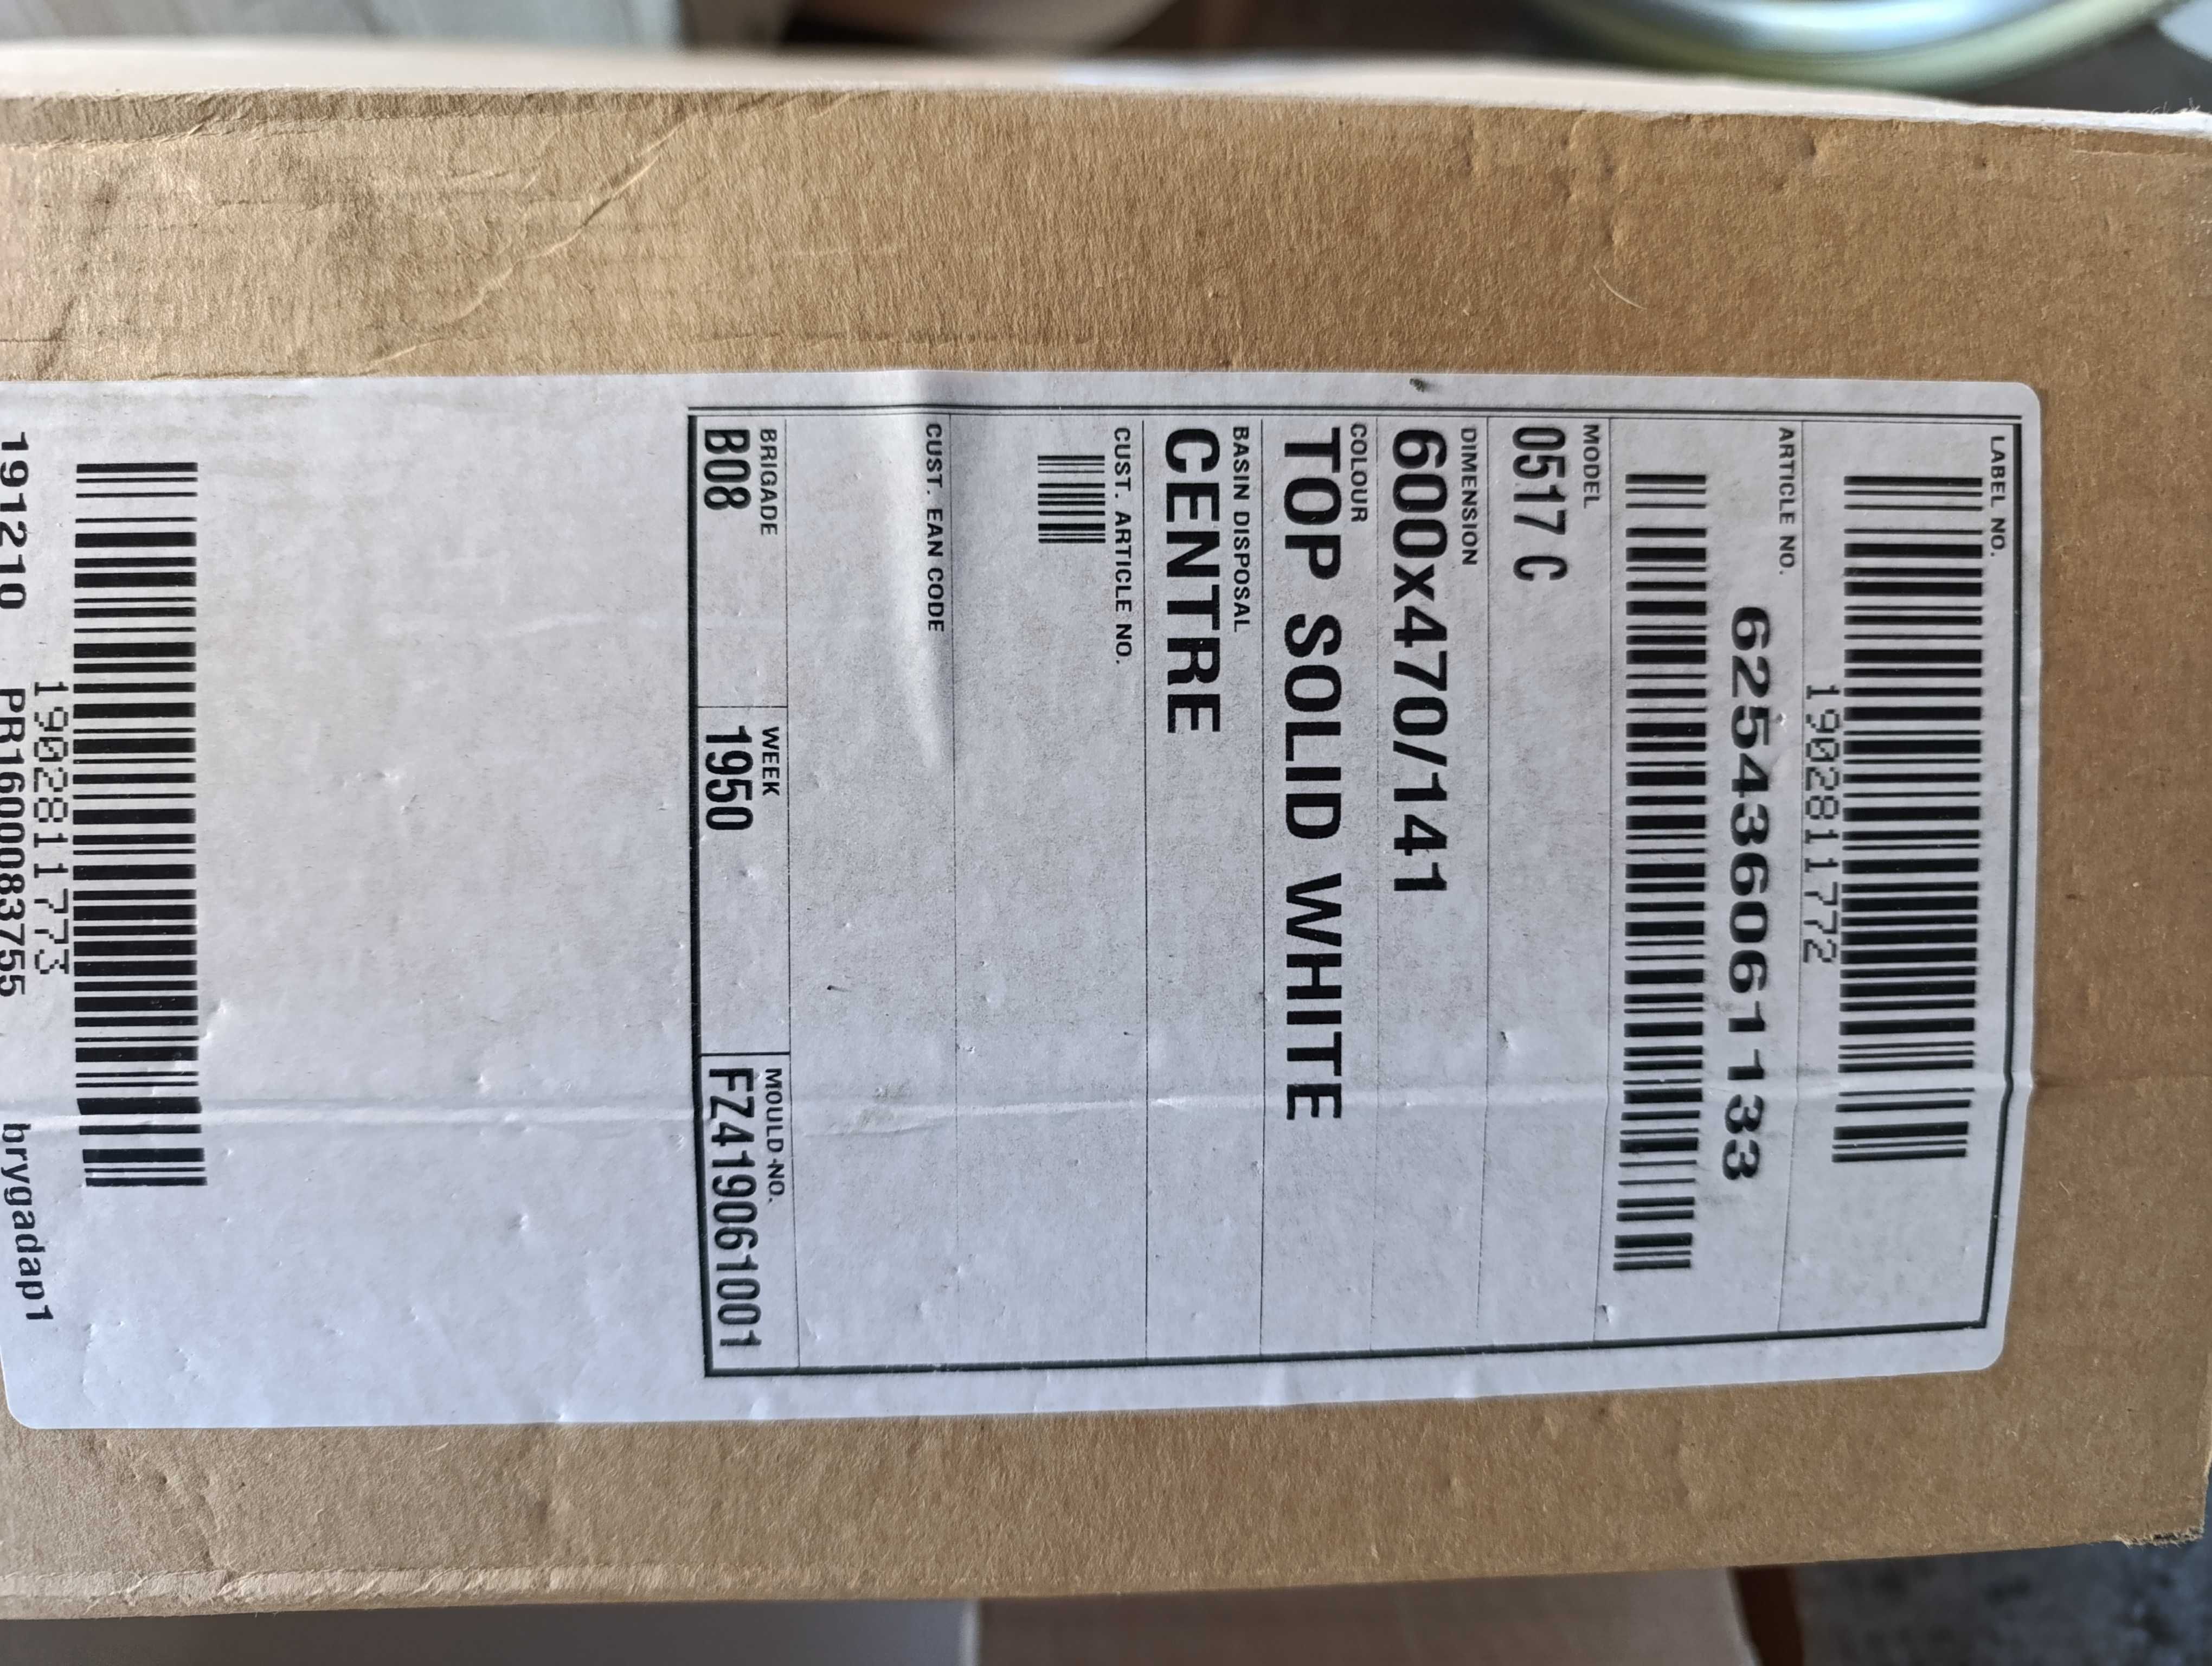 LABEL NO.
1902811772
ARTICLE NO.
625436061133
MODEL
0517 C
DIMENSION
600x470/141
COLOUR
TOP SOLID WHITE
BASIN DISPOSAL
CENTRE
CUST. ARTICLE NO.
CUST. EAN CODE
BRIGADE WEEK MOULD-NO.
B08 1950 FZ419061001
1902811773
191210 PR1600083755 brygadap1